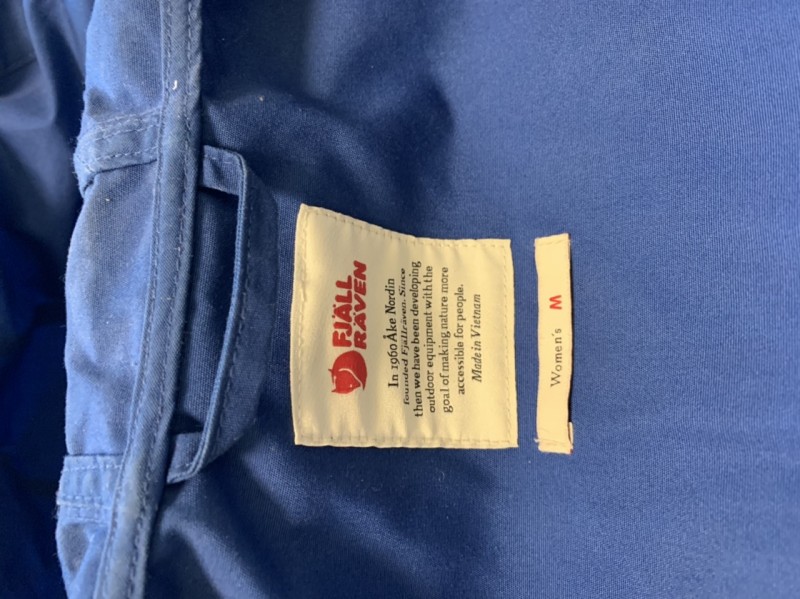 FJÄLL
RÄVEN
In 1960 Åke Nordin
founded Fjällräven. Since
then we have been developing
outdoor equipment with the
goal of making nature more
accessible for people.
Made in Vietnam
Women's M